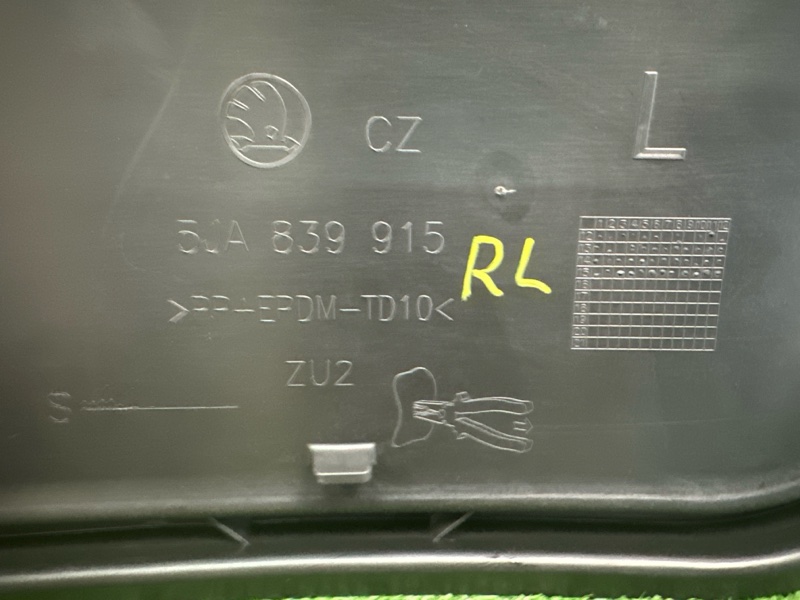 CZ
L
5JA 839 915
RL
>PP+EPDM-TD10<
ZU2
S